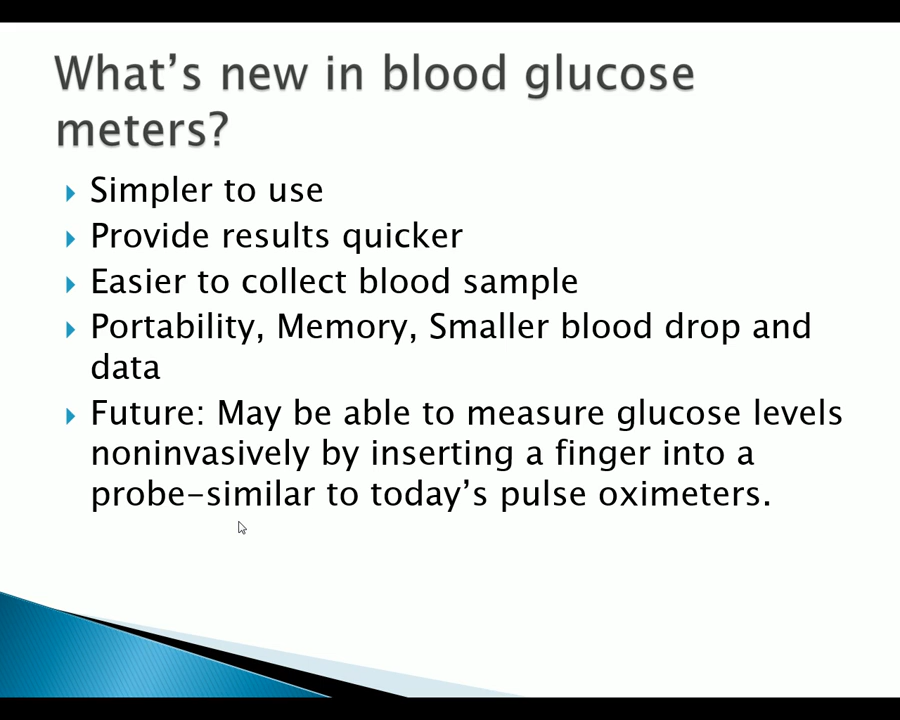 What’s new in blood glucose
meters?
Simpler to use
Provide results quicker
Easier to collect blood sample
Portability, Memory, Smaller blood drop and
data
Future: May be able to measure glucose levels
noninvasively by inserting a finger into a
probe-similar to today’s pulse oximeters.